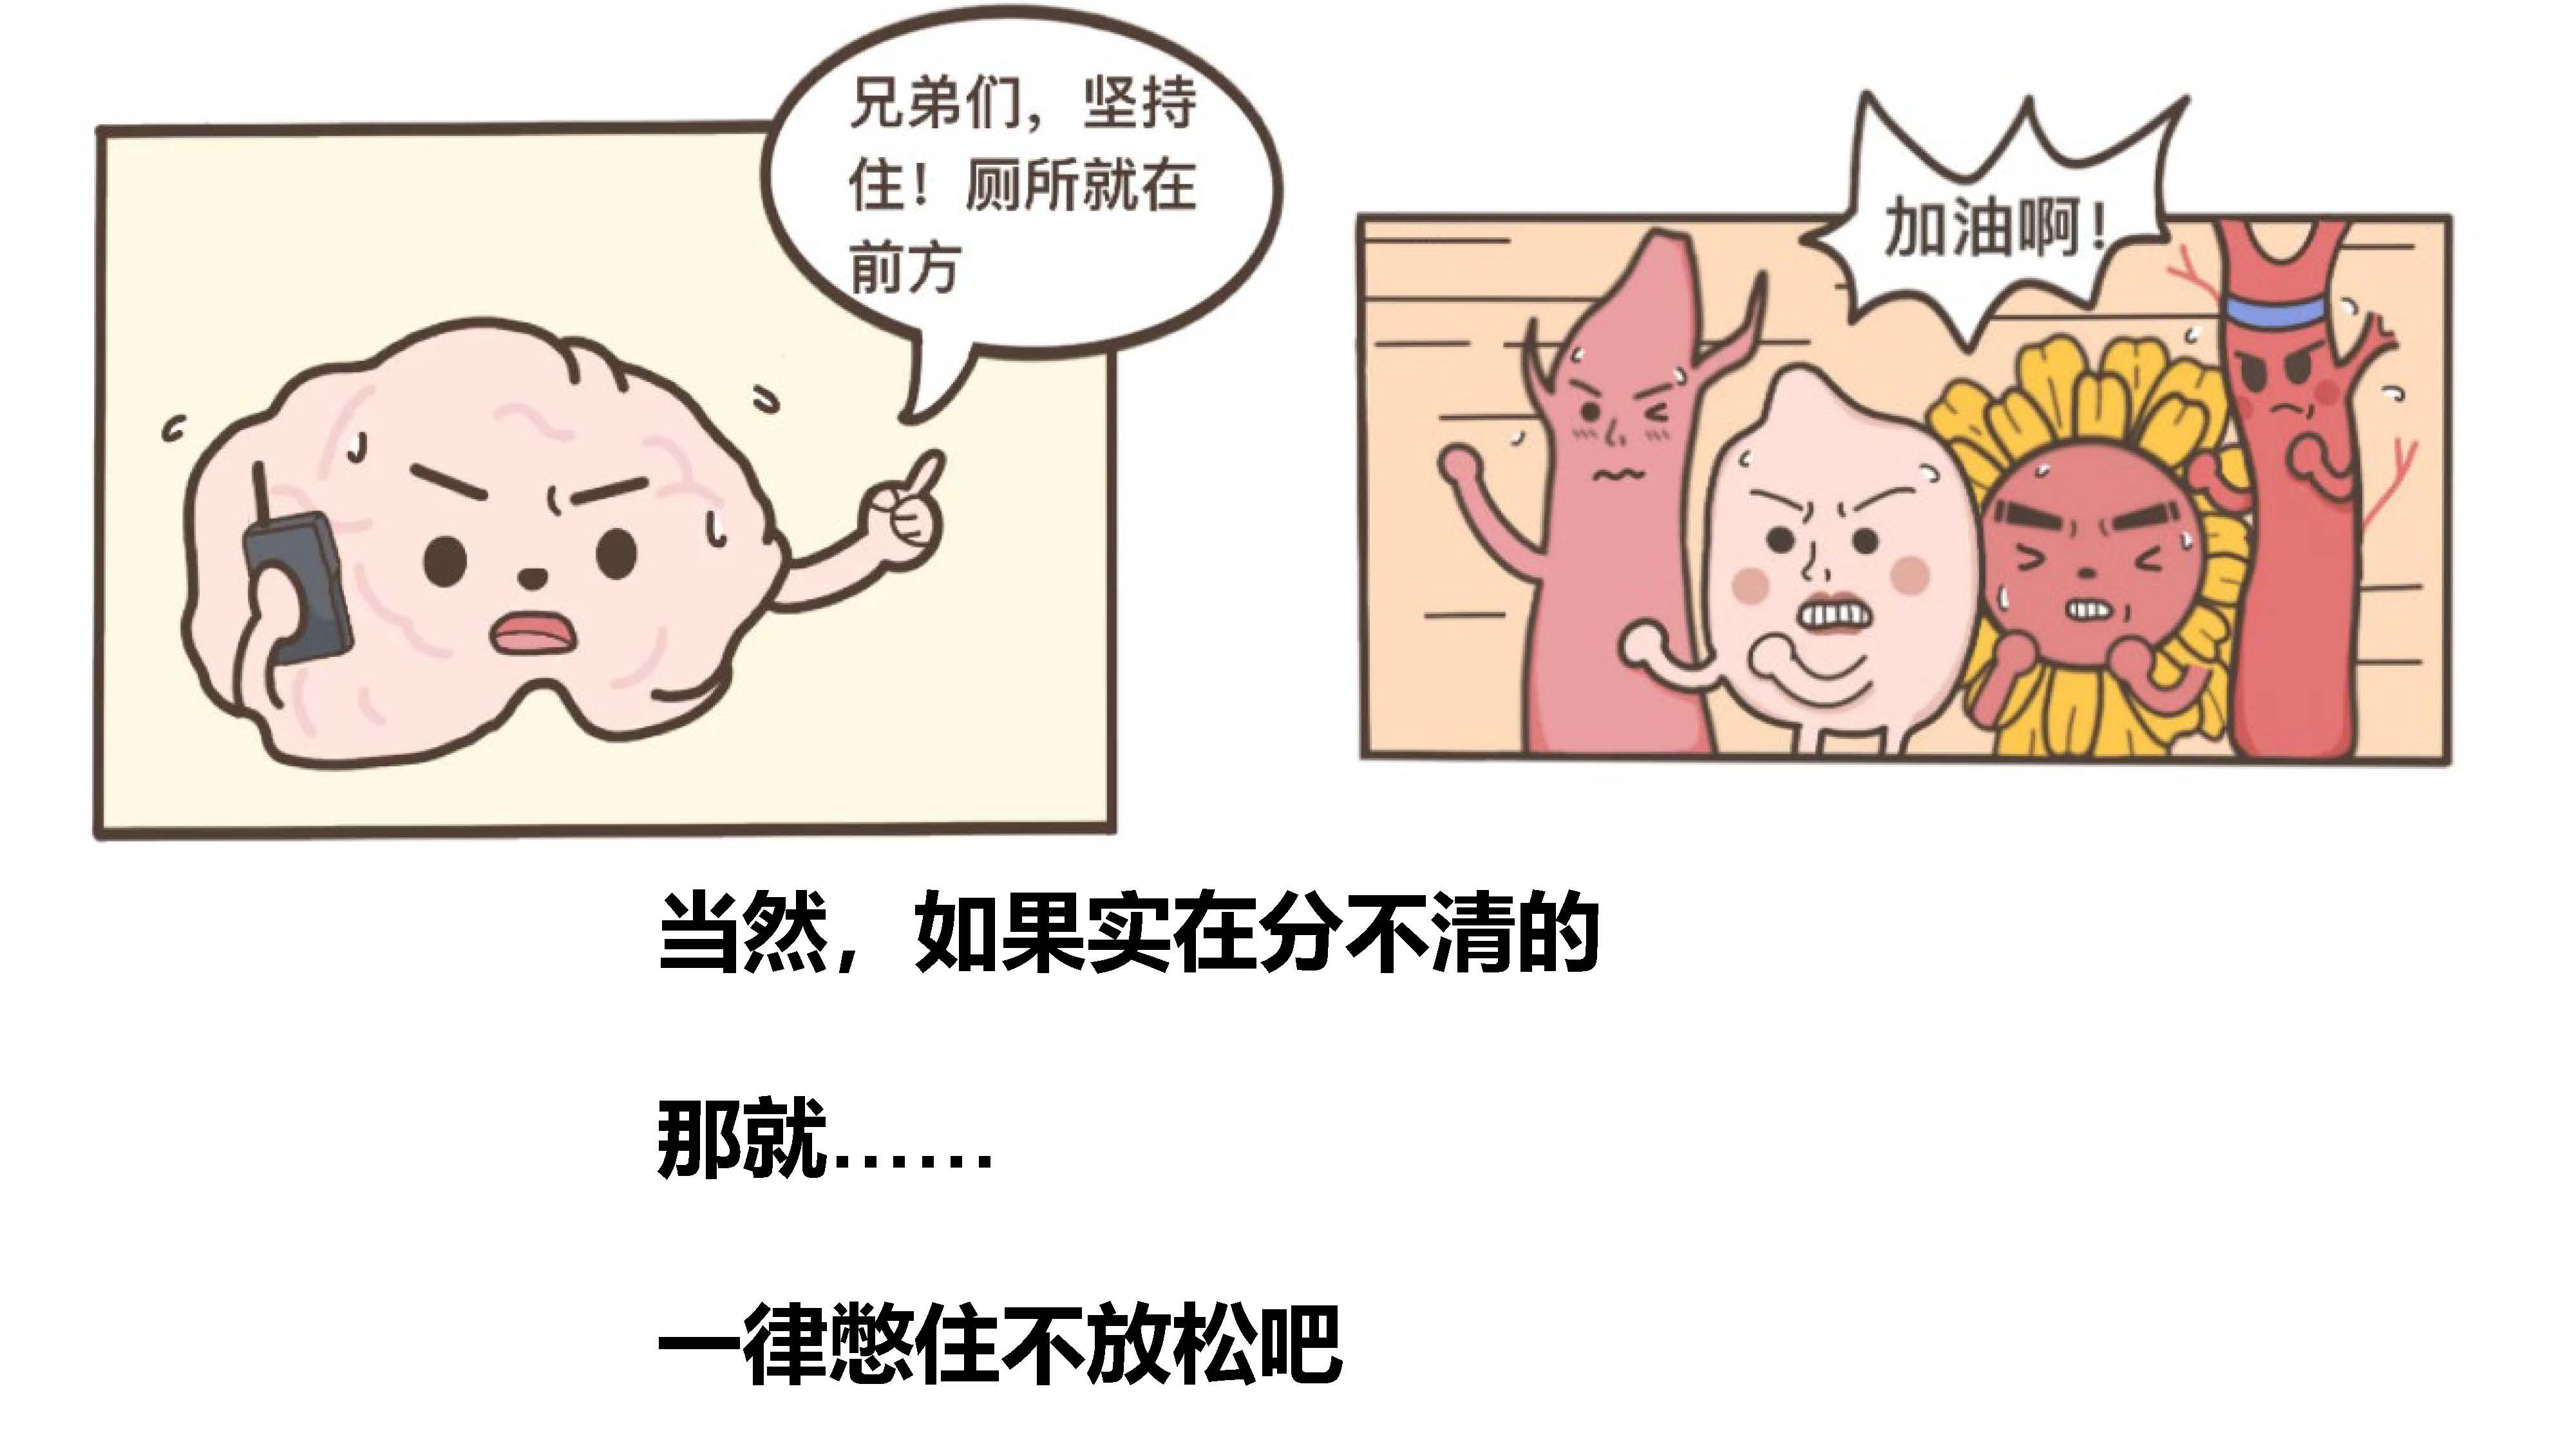 兄弟们，坚持
住！厕所就在
前方
加油啊！
当然，如果实在分不清的
那就……
一律憋住不放松吧